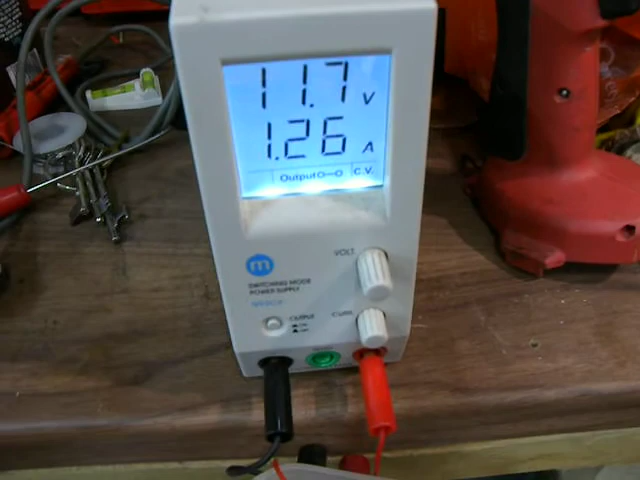 11.7 V
1.26 A
Output C.V.
VOLT
m
SWITCHING MODE
POWER SUPPLY
OUTPUT
CURR.